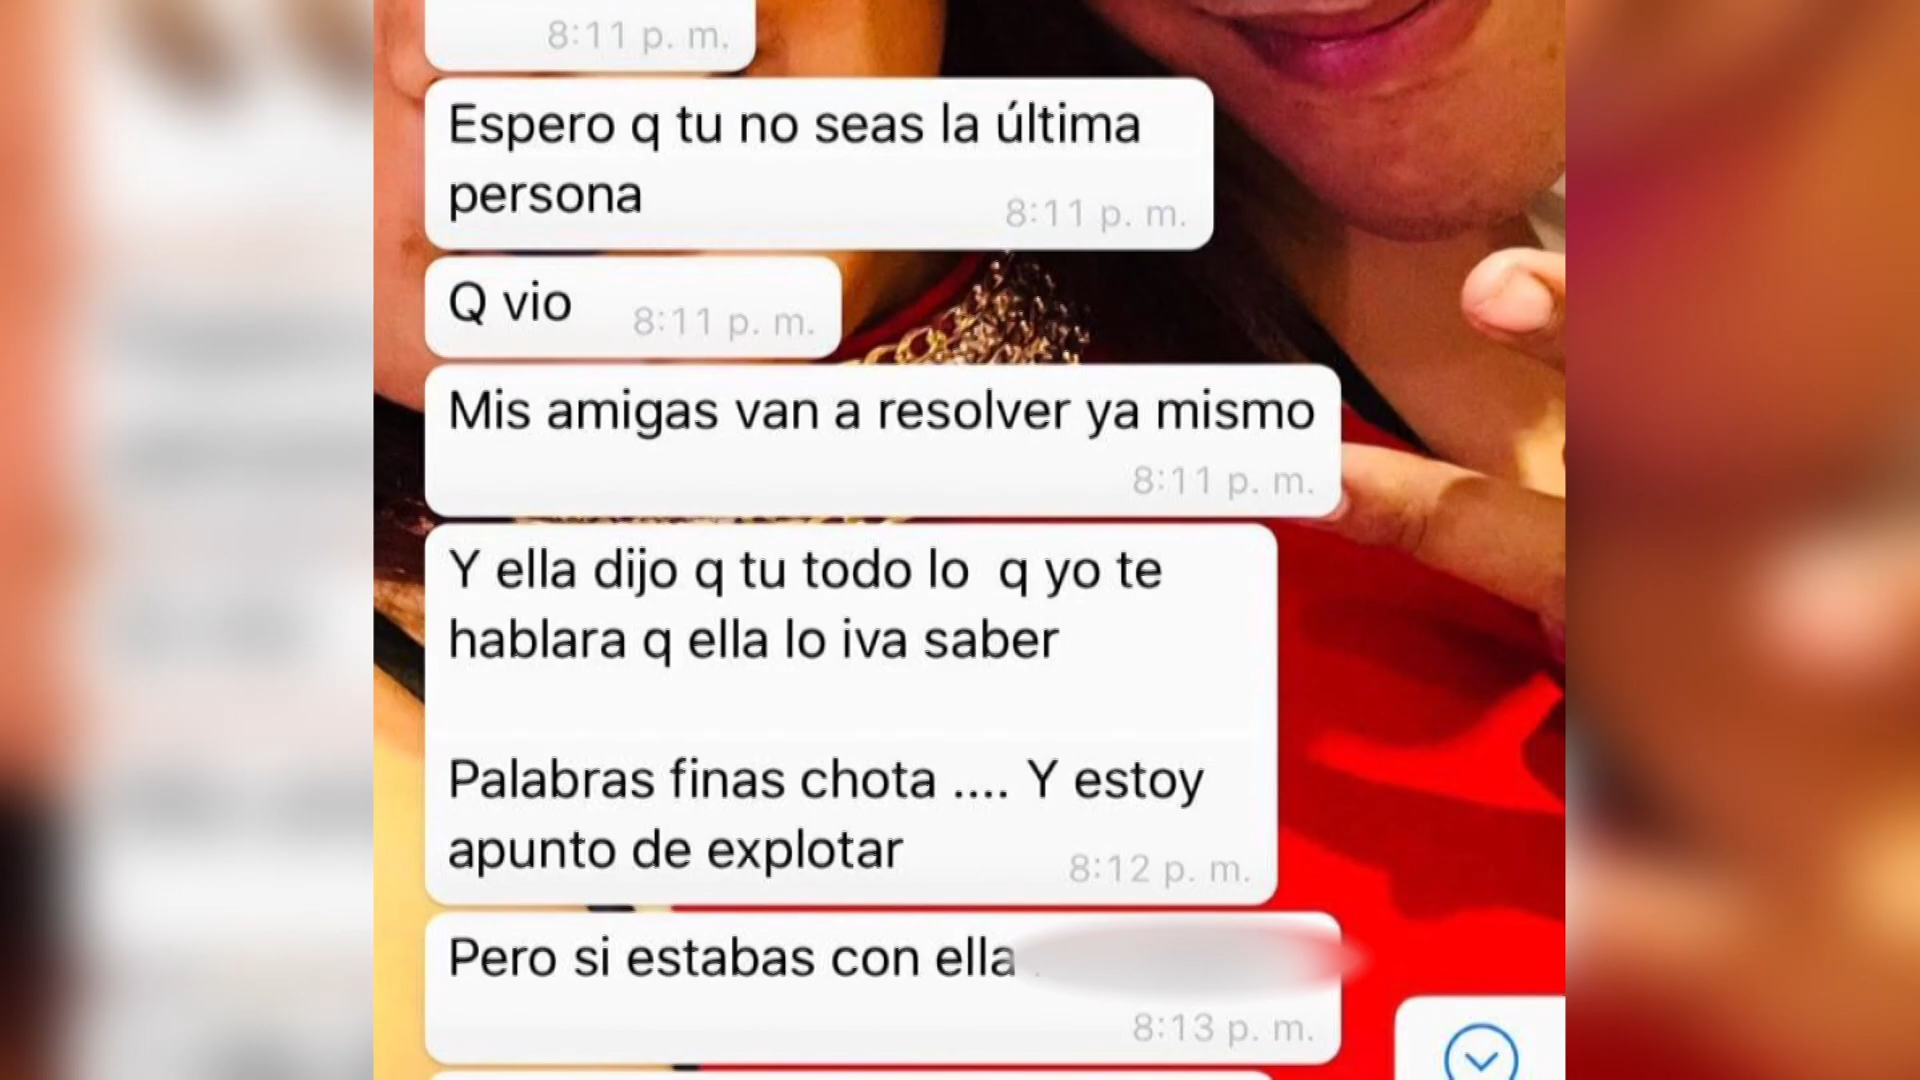 8:11 p. m.
Espero q tu no seas la última
persona
8:11 p. m.
Q vio
8:11 p. m.
Mis amigas van a resolver ya mismo
8:11 p. m.
Y ella dijo q tu todo lo  q yo te
hablara q ella lo iva saber
Palabras finas chota .... Y estoy
apunto de explotar
8:12 p. m.
Pero si estabas con ella
8:13 p. m.